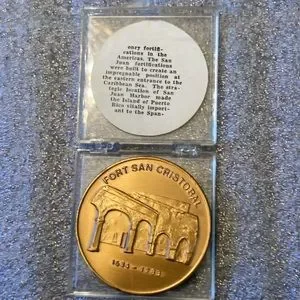 onry fortifi-
cations in the
Americas. The San
Juan fortifications
were built to create an
impregnable position at
the eastern entrance to the
Caribbean Sea. The stra-
tegic location of San
Juan Harbor made
the Island of Puerto
Rico vitally import-
ant to the Span-
FORT SAN CRISTOBAL